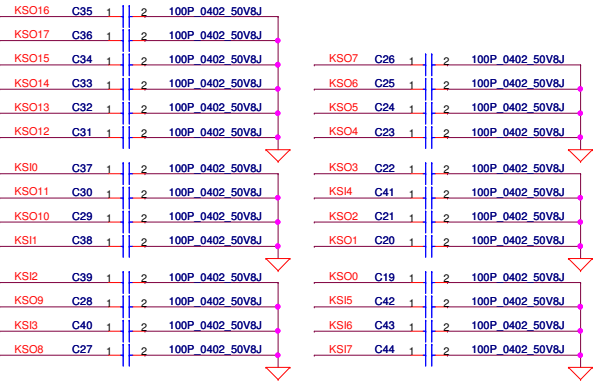 KSO16 C35 1 2 100P_0402_50V8J
KSO17 C36 1 2 100P_0402_50V8J
KSO15 C34 1 2 100P_0402_50V8J
KSO14 C33 1 2 100P_0402_50V8J
KSO13 C32 1 2 100P_0402_50V8J
KSO12 C31 1 2 100P_0402_50V8J
KSI0 C37 1 2 100P_0402_50V8J
KSO11 C30 1 2 100P_0402_50V8J
KSO10 C29 1 2 100P_0402_50V8J
KSI1 C38 1 2 100P_0402_50V8J
KSI2 C39 1 2 100P_0402_50V8J
KSO9 C28 1 2 100P_0402_50V8J
KSI3 C40 1 2 100P_0402_50V8J
KSO8 C27 1 2 100P_0402_50V8J
KSO7 C26 1 2 100P_0402_50V8J
KSO6 C25 1 2 100P_0402_50V8J
KSO5 C24 1 2 100P_0402_50V8J
KSO4 C23 1 2 100P_0402_50V8J
KSO3 C22 1 2 100P_0402_50V8J
KSI4 C41 1 2 100P_0402_50V8J
KSO2 C21 1 2 100P_0402_50V8J
KSO1 C20 1 2 100P_0402_50V8J
KSO0 C19 1 2 100P_0402_50V8J
KSI5 C42 1 2 100P_0402_50V8J
KSI6 C43 1 2 100P_0402_50V8J
KSI7 C44 1 2 100P_0402_50V8J